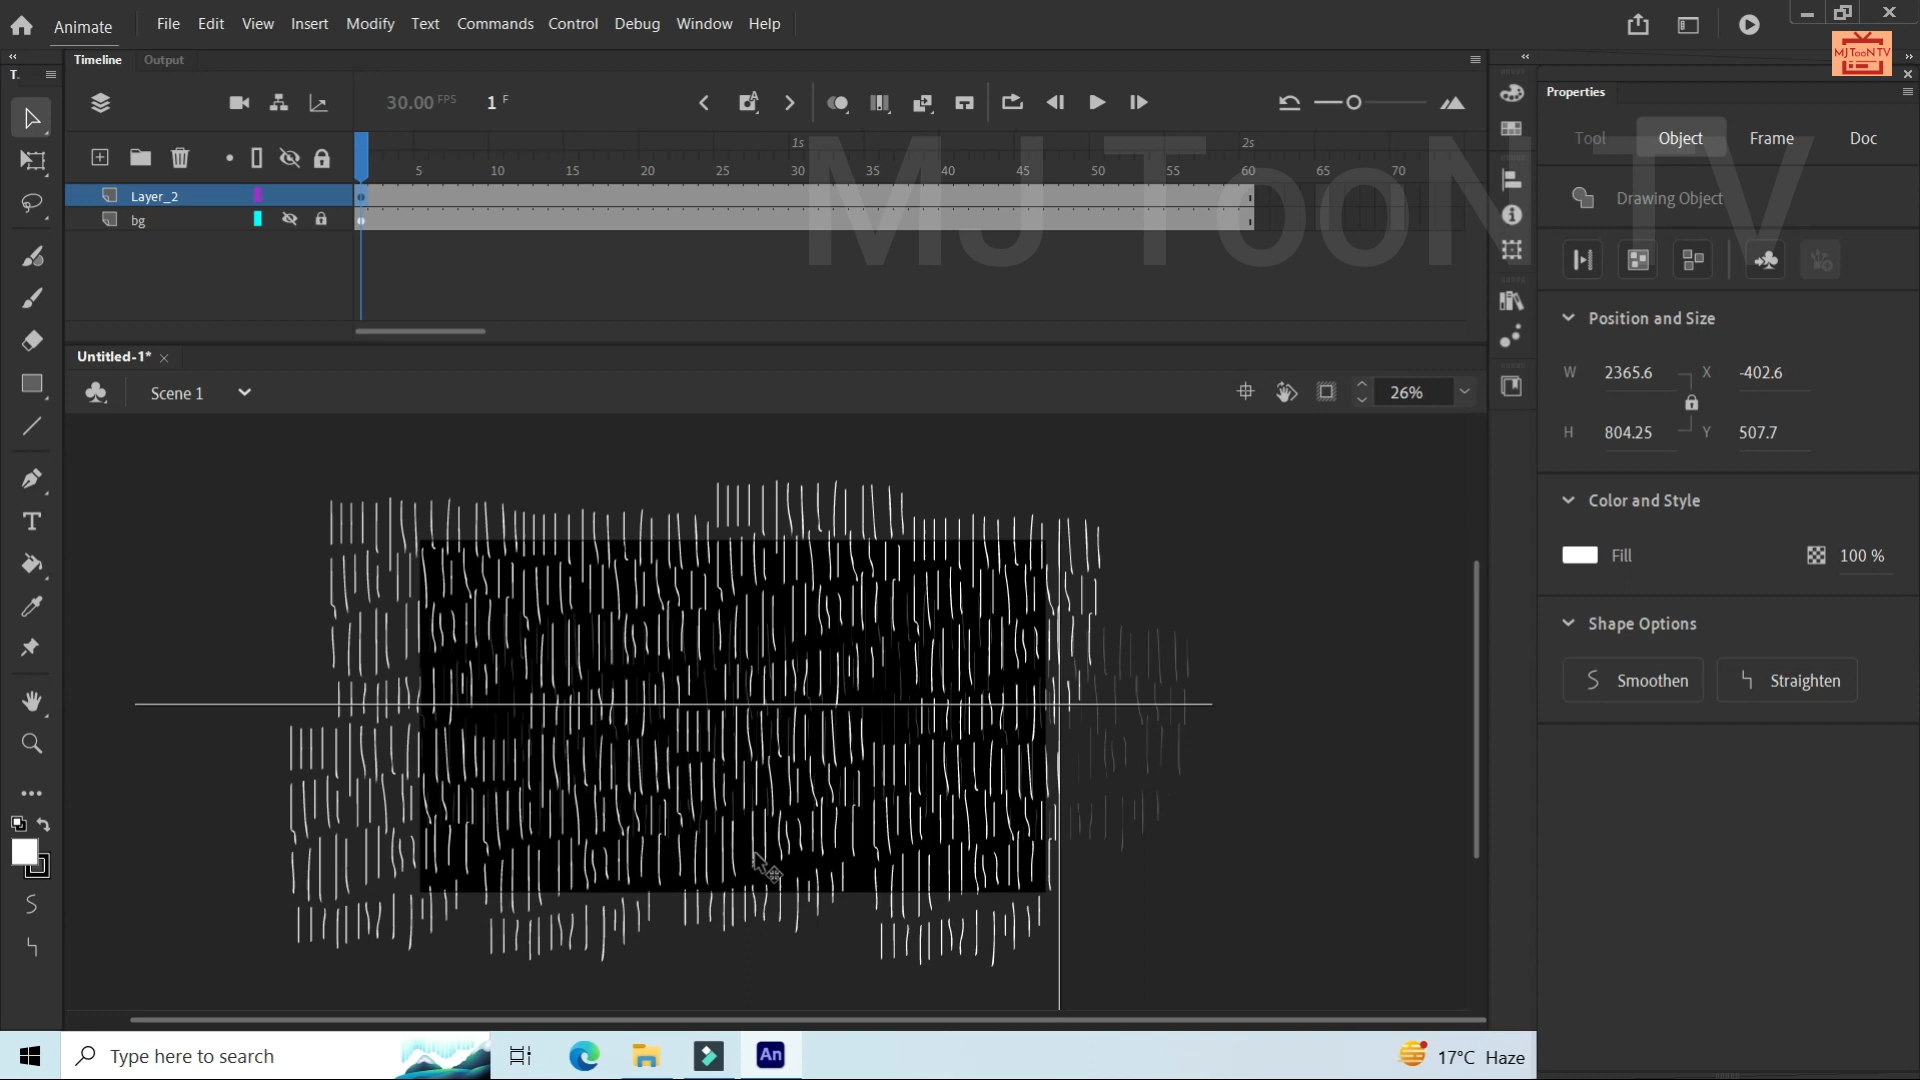 Animate File Edit View Insert Modify Text Commands Control Debug Window Help
MJ TooN TV
Timeline Output
T.
30.00 FPS 1 F
1s 2s
5 10 15 20 25 30 35 40 45 50 55 60 65 70
Layer_2
bg
MJ TooN TV
Untitled-1*
Scene 1
26%
Properties
Tool Object Frame Doc
Drawing Object
Position and Size
W 2365.6 X -402.6
H 804.25 Y 507.7
Color and Style
Fill 100 %
Shape Options
Smoothen Straighten
Type here to search
An
17°C Haze